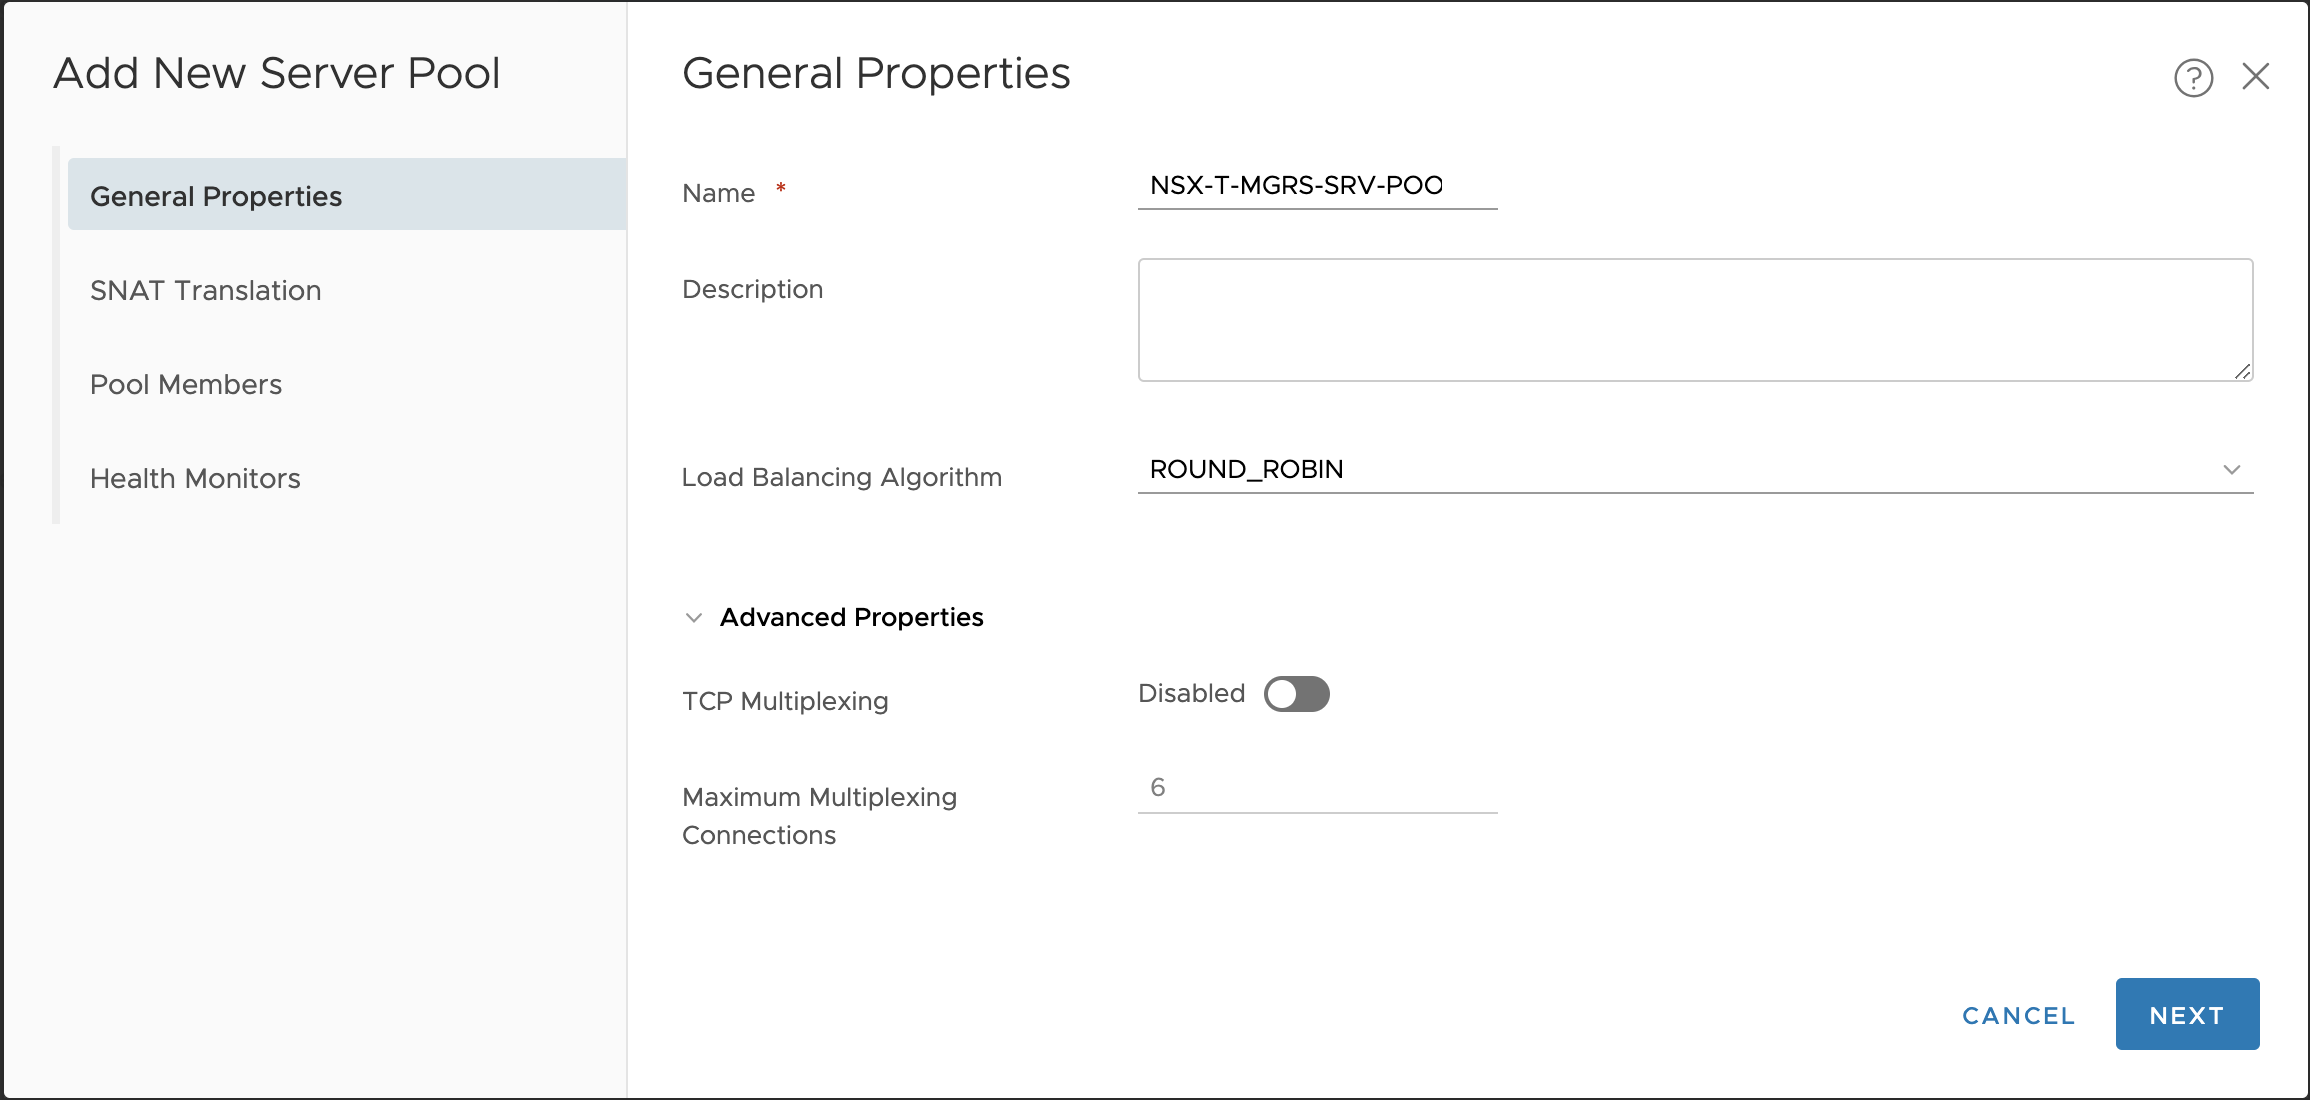 Add New Server Pool
General Properties
SNAT Translation
Pool Members
Health Monitors
General Properties
?
Name *
NSX-T-MGRS-SRV-POO
Description
Load Balancing Algorithm
ROUND_ROBIN
Advanced Properties
TCP Multiplexing
Disabled
Maximum Multiplexing
Connections
6
CANCEL
NEXT